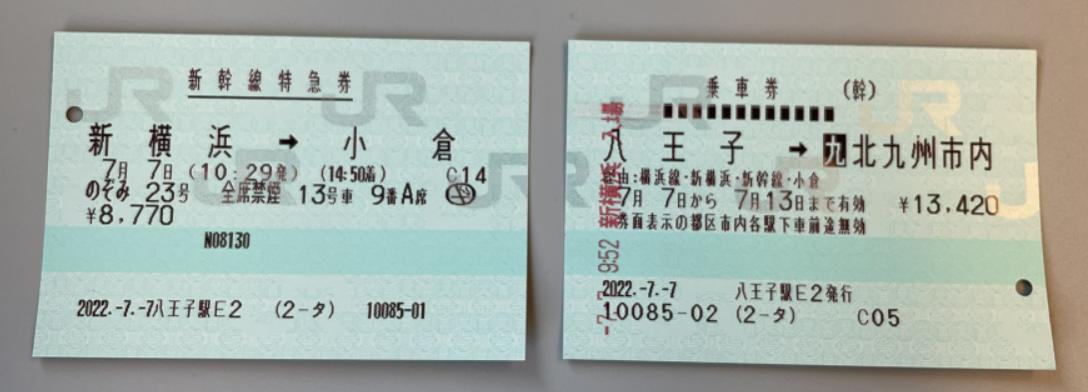 新幹線特急券
新横浜 → 小倉
7月 7日 (10:29発) (14:50着) C14
のぞみ 23号 全席禁煙 13号車 9番A席
¥8,770
N08130
2022.-7.-7八王子駅E2 (2-タ) 10085-01
JR
乗車券 (幹)
八王子 → 九北九州市内
経由:横浜線・新横浜・新幹線・小倉
7月 7日から 7月13日まで有効 ¥13,420
券面表示の都区市内各駅下車前途無効
2022.-7.-7 八王子駅E2発行
10085-02 (2-タ) C05
-7.-7 9:52 新横浜 入場
JR